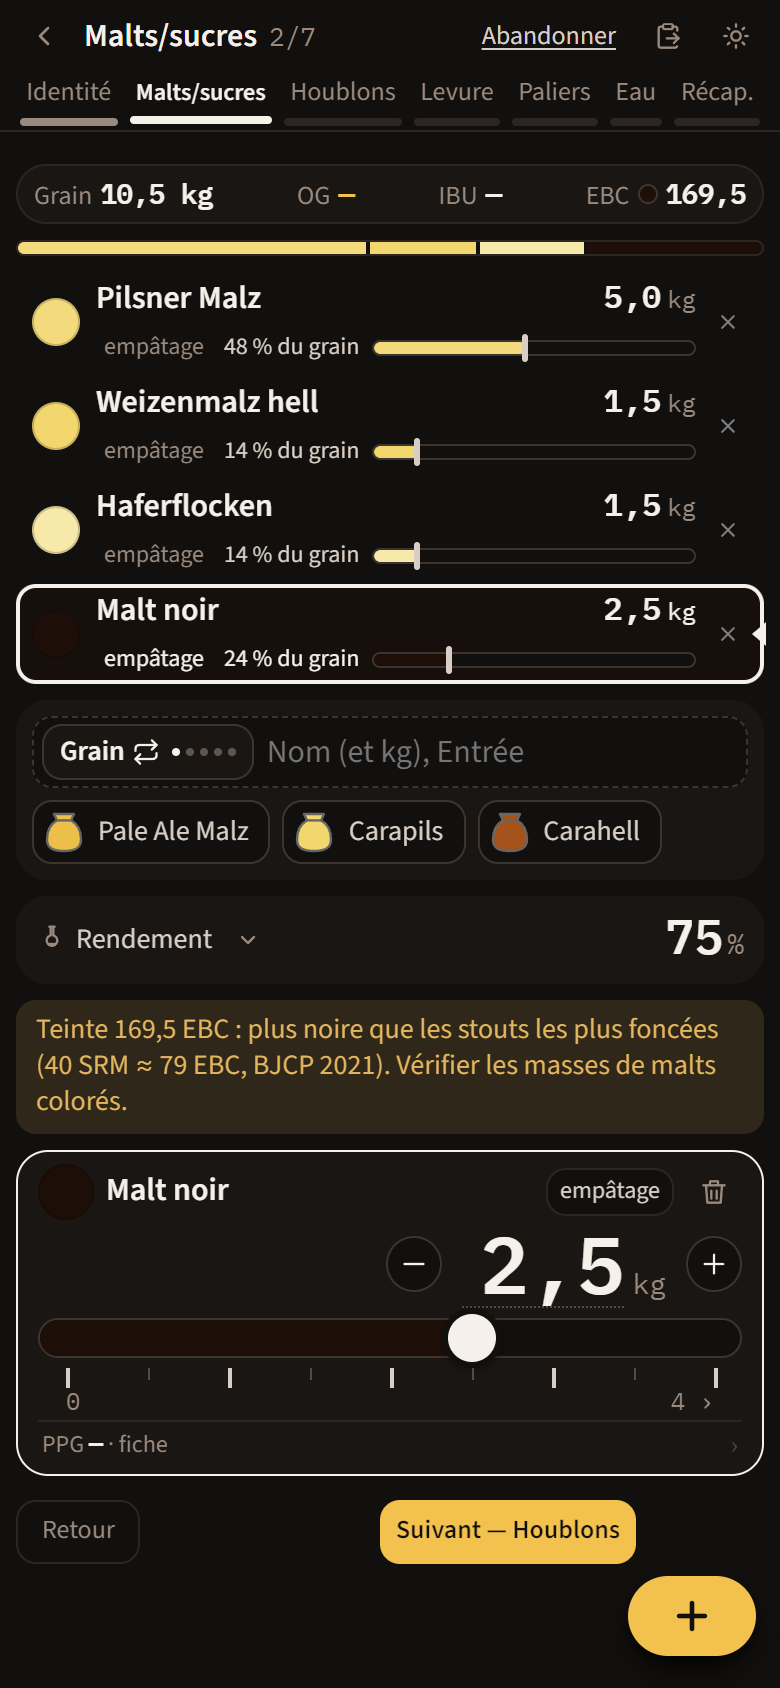 Malts/sucres 2/7 Abandonner
Identité Malts/sucres Houblons Levure Paliers Eau Récap.
Grain 10,5 kg OG – IBU – EBC 169,5
Pilsner Malz 5,0 kg
empâtage 48 % du grain
Weizenmalz hell 1,5 kg
empâtage 14 % du grain
Haferflocken 1,5 kg
empâtage 14 % du grain
Malt noir 2,5 kg
empâtage 24 % du grain
Grain Nom (et kg), Entrée
Pale Ale Malz Carapils Carahell
Rendement 75 %
Teinte 169,5 EBC : plus noire que les stouts les plus foncées
(40 SRM ≈ 79 EBC, BJCP 2021). Vérifier les masses de malts
colorés.
Malt noir empâtage
− 2,5 kg +
0 4 ›
PPG – · fiche ›
Retour Suivant — Houblons
+